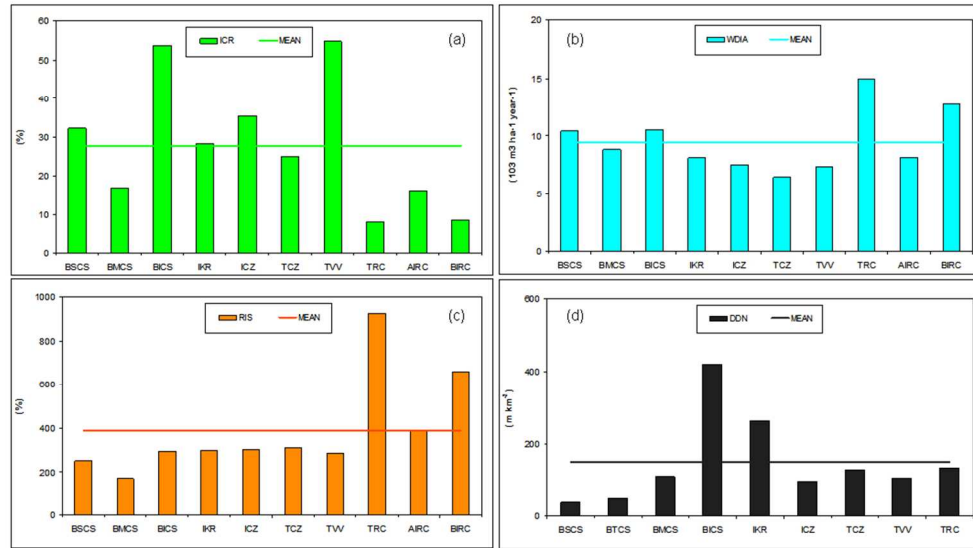 60
50
40
30
20
10
0
(%)
ICR MEAN
(a)
BSCS BMCS BICS IKR ICZ TCZ TVV TRC AIRC BIRC
20
15
10
5
0
(103 m3 ha-1 year-1)
WDIA MEAN
(b)
BSCS BMCS BICS IKR ICZ TCZ TVV TRC AIRC BIRC
1000
800
600
400
200
0
(%)
RIS MEAN
(c)
BSCS BMCS BICS IKR ICZ TCZ TVV TRC AIRC BIRC
600
400
200
0
(m km-2)
DDN MEAN
(d)
BSCS BTCS BMCS BICS IKR ICZ TCZ TVV TRC